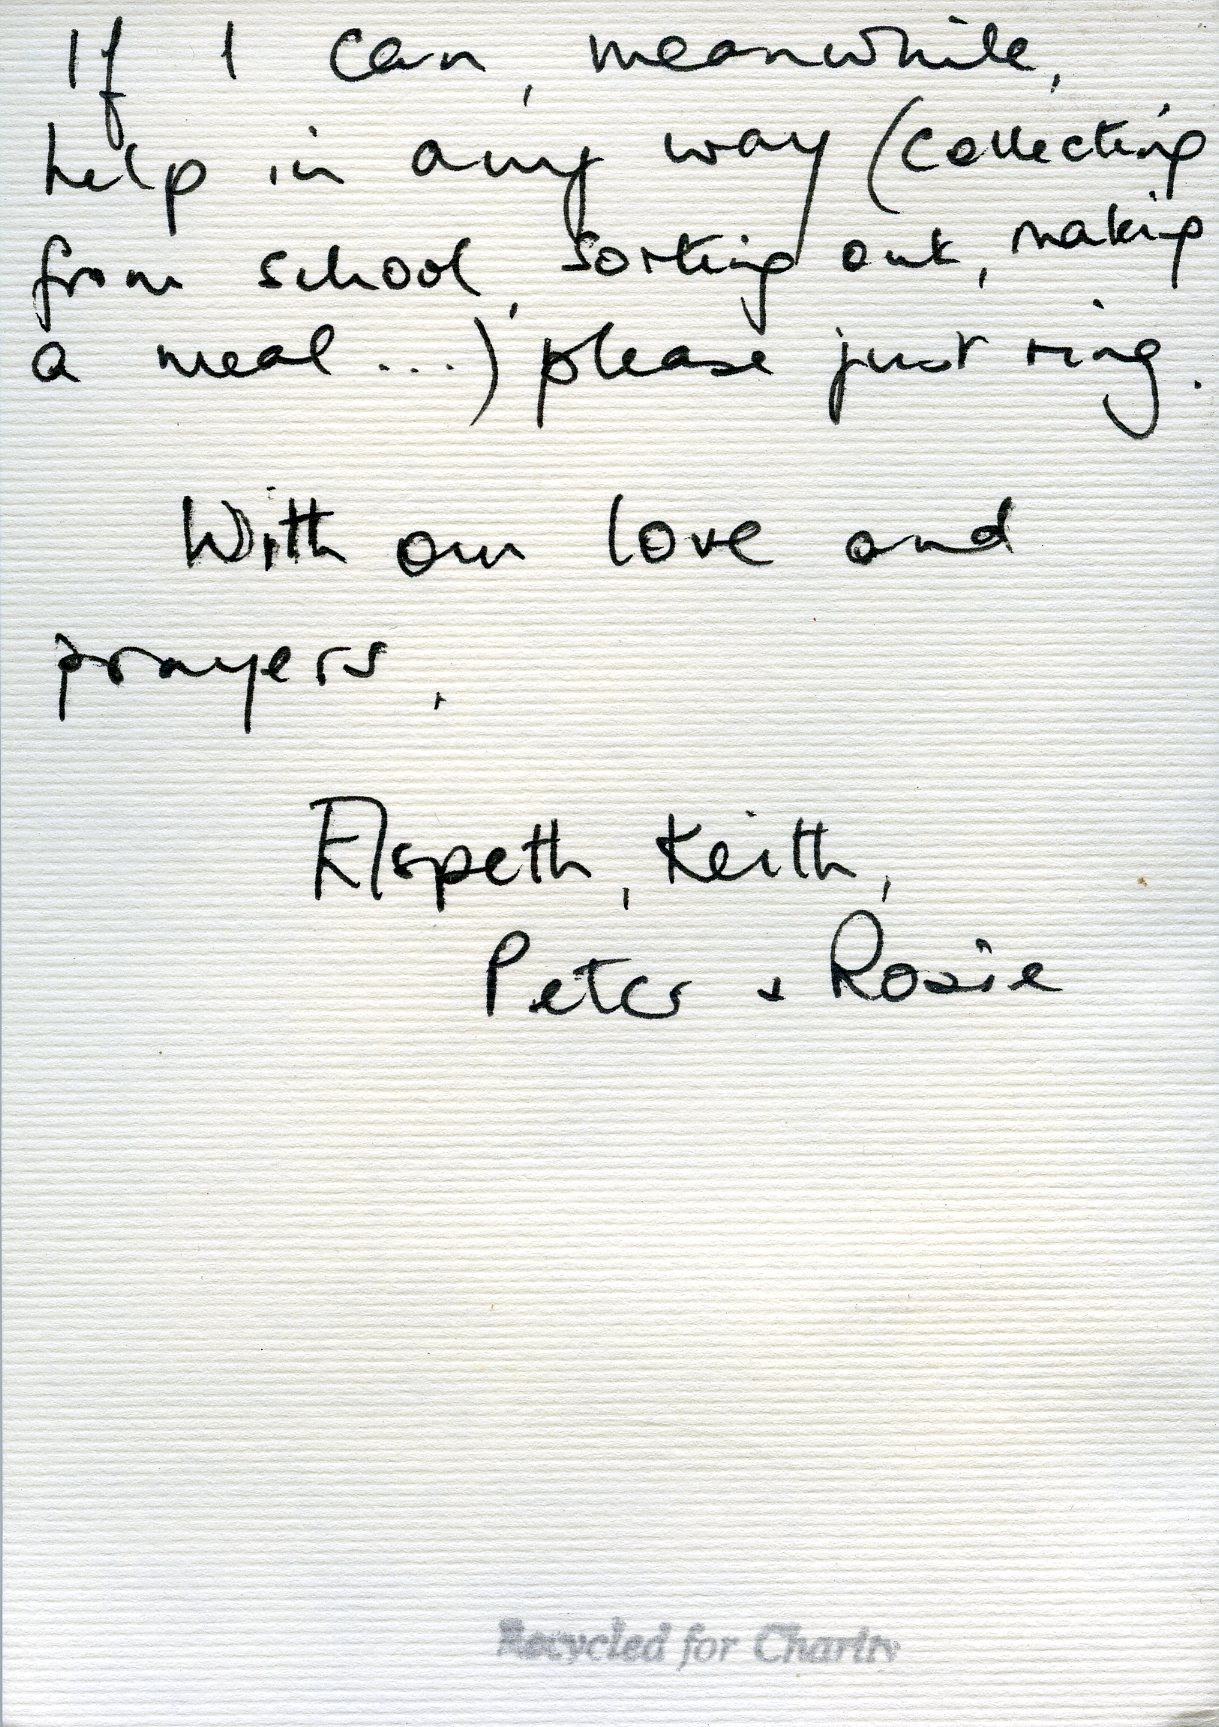 If I can, meanwhile,
help in any way (collecting
from school, sorting out, making
a meal...) please just ring.
With our love and
prayers,
Elspeth, Keith,
Peter & Rosie
Recycled for Charity